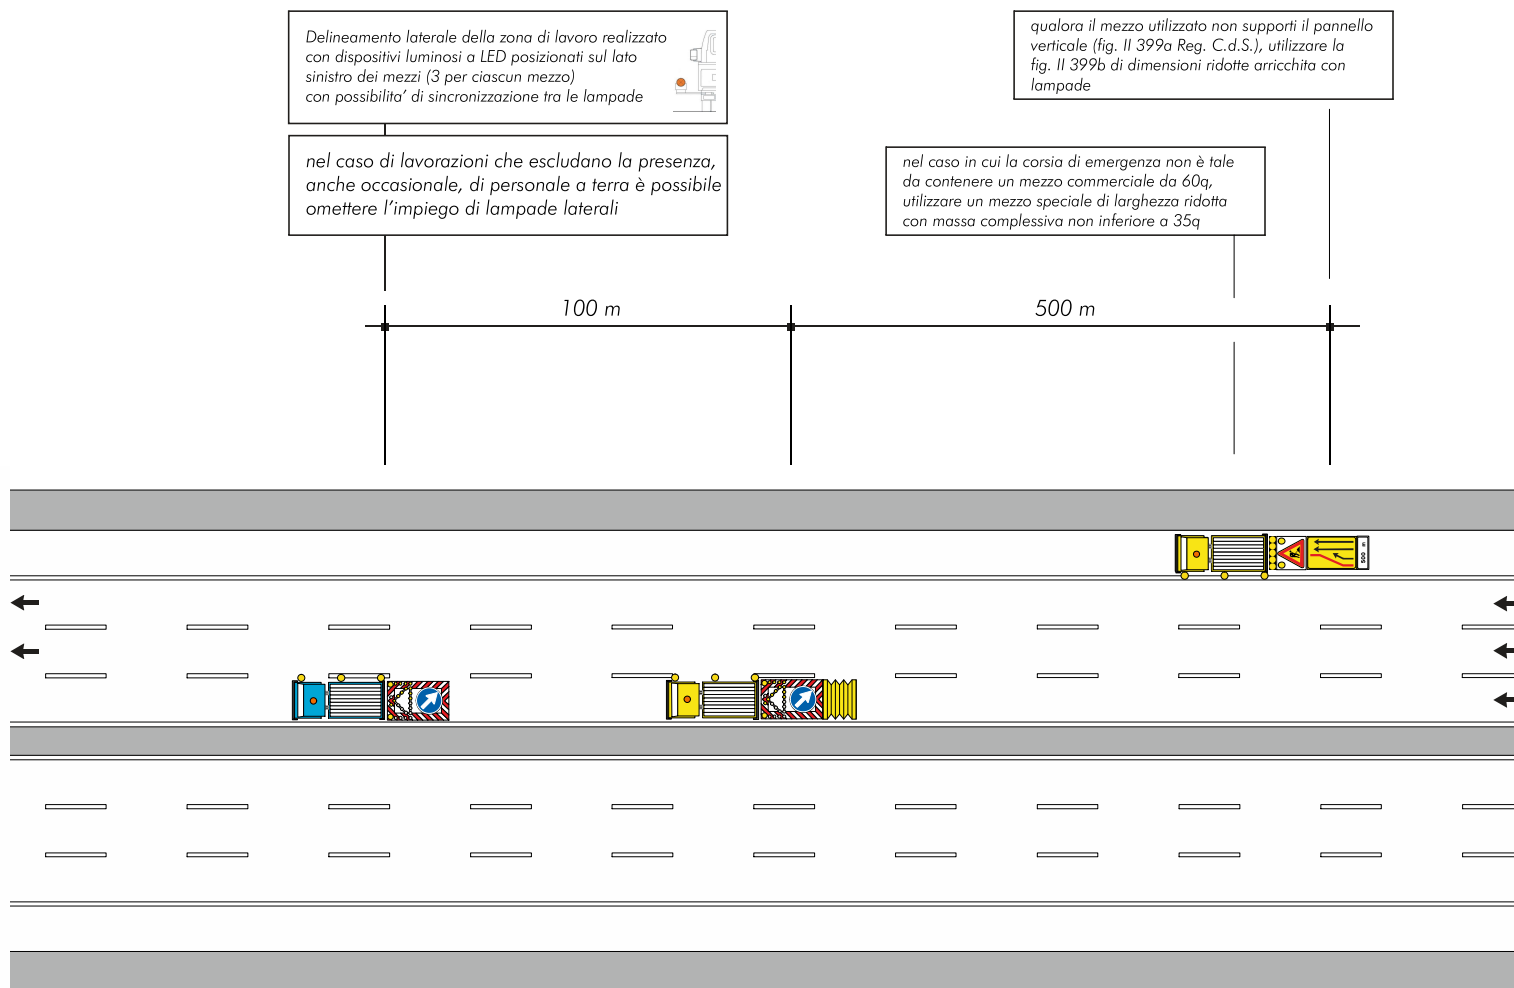 Delineamento laterale della zona di lavoro realizzato
con dispositivi luminosi a LED posizionati sul lato
sinistro dei mezzi (3 per ciascun mezzo)
con possibilita' di sincronizzazione tra le lampade
nel caso di lavorazioni che escludano la presenza,
anche occasionale, di personale a terra è possibile
omettere l'impiego di lampade laterali
qualora il mezzo utilizzato non supporti il pannello
verticale (fig. II 399a Reg. C.d.S.), utilizzare la
fig. II 399b di dimensioni ridotte arricchita con
lampade
nel caso in cui la corsia di emergenza non è tale
da contenere un mezzo commerciale da 60q,
utilizzare un mezzo speciale di larghezza ridotta
con massa complessiva non inferiore a 35q
100 m
500 m
500 m